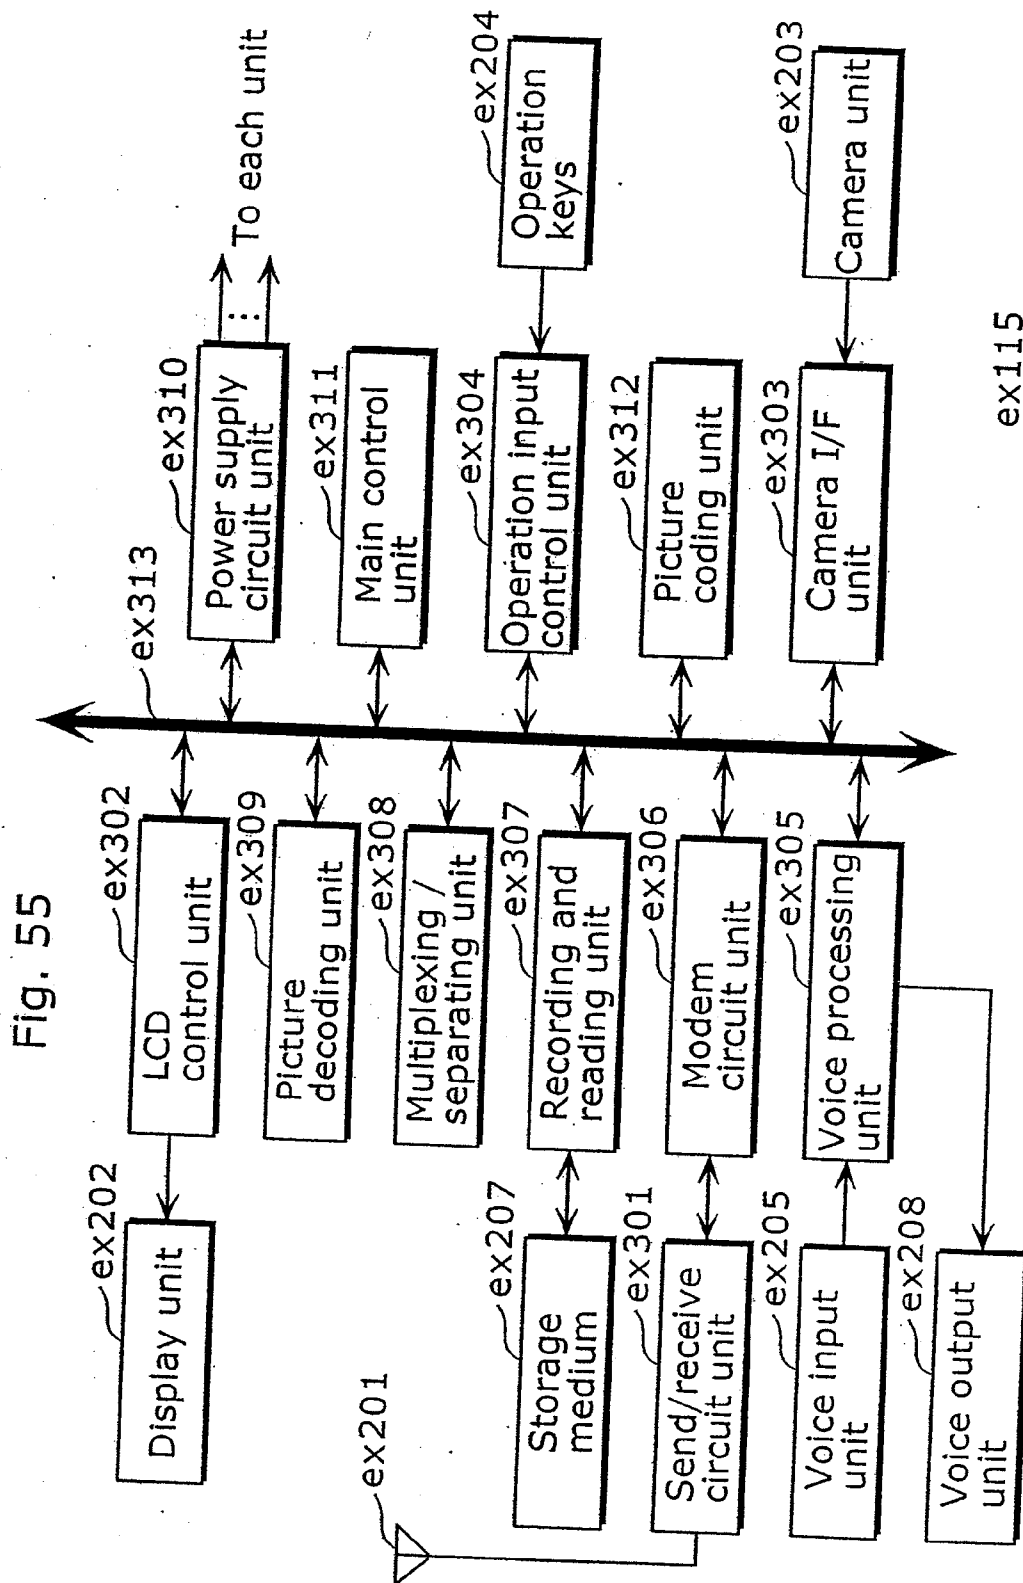 Fig. 55
ex202
Display unit
ex302
LCD
control unit
ex309
Picture
decoding unit
ex308
Multiplexing /
separating unit
ex207
Storage
medium
ex307
Recording and
reading unit
ex201
ex301
Send/receive
circuit unit
ex306
Modem
circuit unit
ex205
Voice input
unit
ex305
Voice processing
unit
ex208
Voice output
unit
ex313
ex310
Power supply
circuit unit
To each unit
ex311
Main control
unit
ex304
Operation input
control unit
ex204
Operation
keys
ex312
Picture
coding unit
ex303
Camera I/F
unit
ex203
Camera unit
ex115